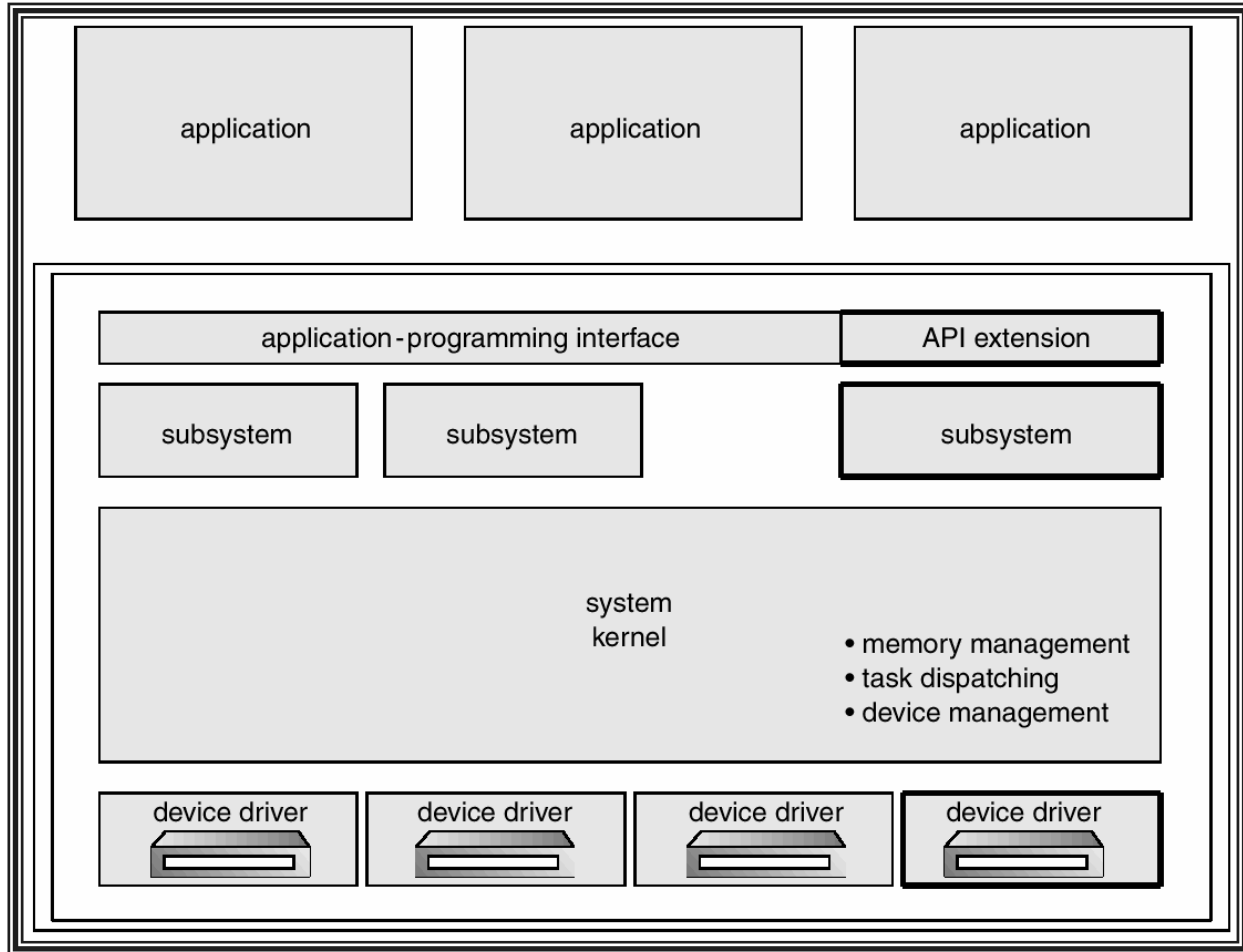 application
application
application
application-programming interface
API extension
subsystem
subsystem
subsystem
system
kernel
• memory management
• task dispatching
• device management
device driver
device driver
device driver
device driver